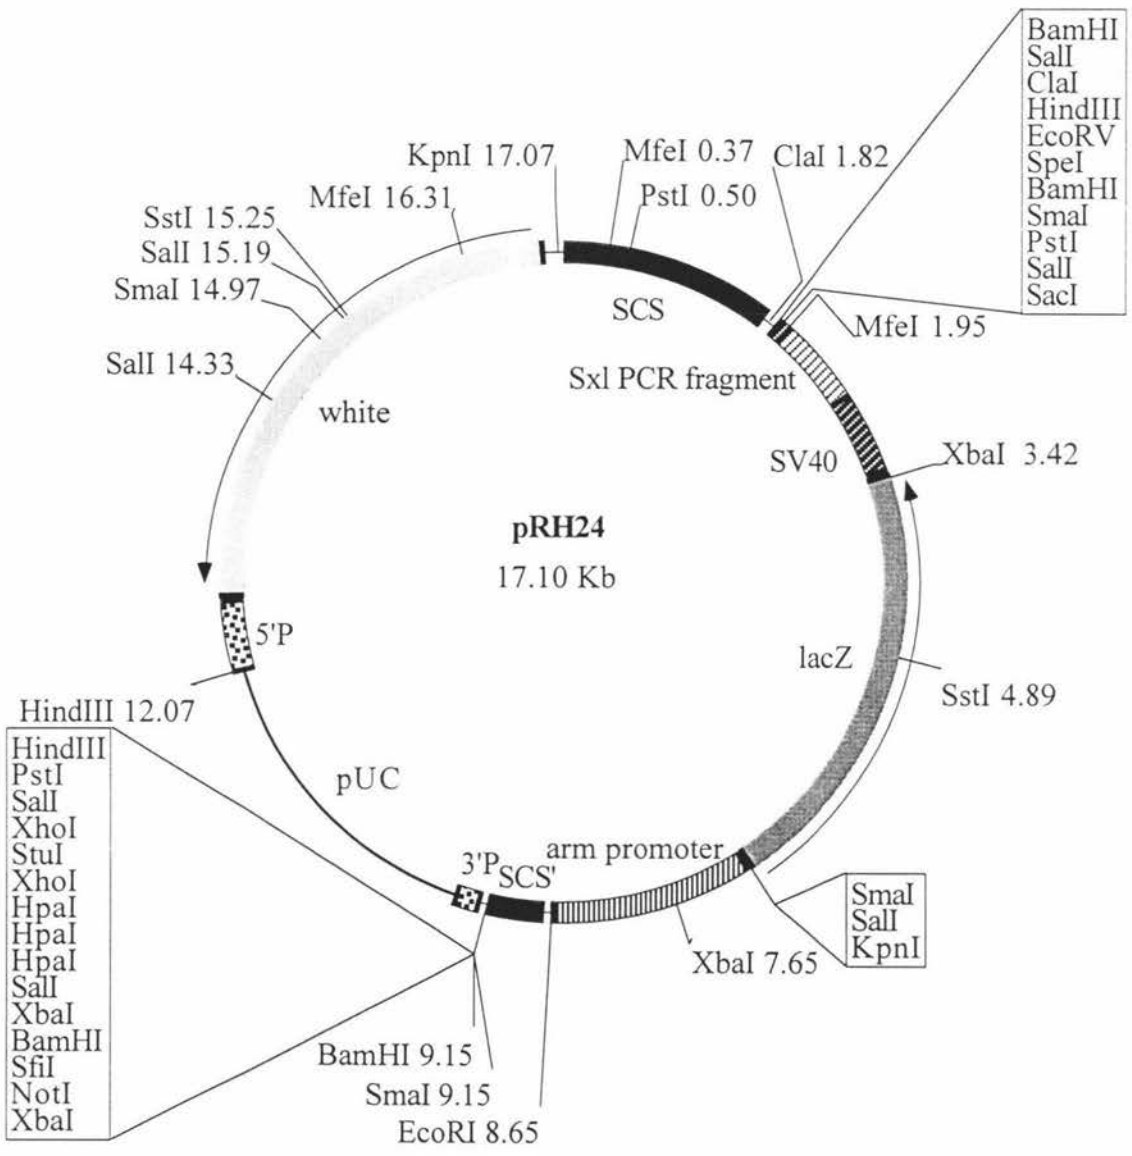 BamHI
SalI
ClaI
HindIII
EcoRV
SpeI
BamHI
SmaI
PstI
SalI
SacI
KpnI 17.07
MfeI 0.37
ClaI 1.82
MfeI 16.31
PstI 0.50
SstI 15.25
SalI 15.19
SmaI 14.97
SCS
MfeI 1.95
SalI 14.33
Sxl PCR fragment
white
SV40
XbaI 3.42
pRH24
17.10 Kb
5'P
lacZ
SstI 4.89
HindIII 12.07
HindIII
PstI
SalI
XhoI
StuI
XhoI
HpaI
HpaI
HpaI
SalI
XbaI
BamHI
SfiI
NotI
XbaI
pUC
3'P
SCS'
arm promoter
SmaI
SalI
KpnI
XbaI 7.65
BamHI 9.15
SmaI 9.15
EcoRI 8.65